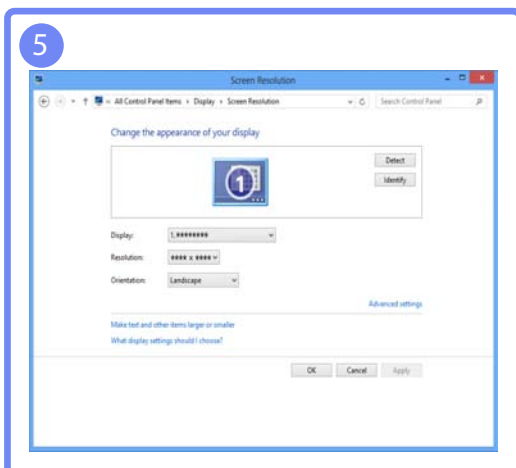 5
Screen Resolution
All Control Panel Items Display Screen Resolution Search Control Panel
Change the appearance of your display
1
Detect
Identify
Display: 1.********
Resolution: **** x ****
Orientation: Landscape
Advanced settings
Make text and other items larger or smaller
What display settings should I choose?
OK Cancel Apply